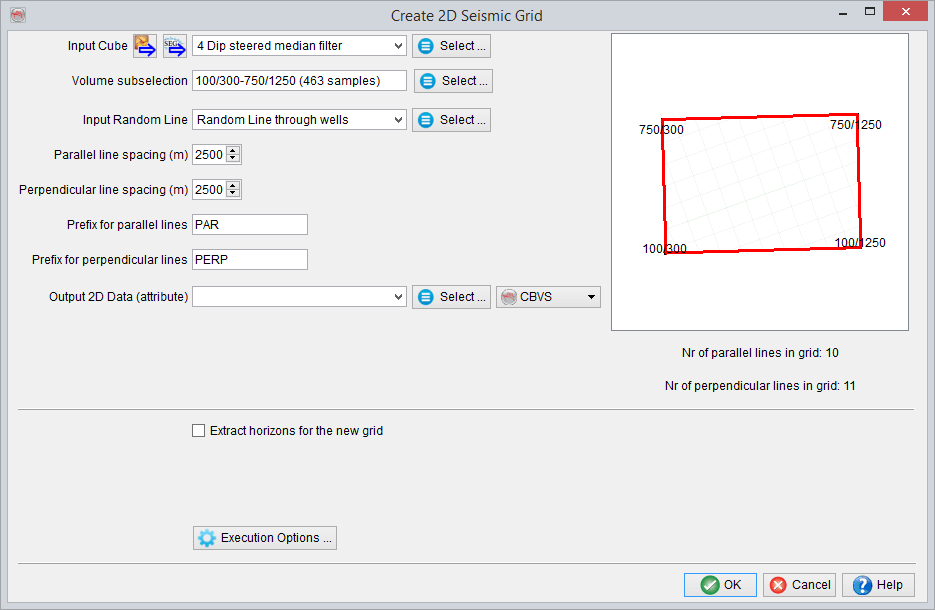 Create 2D Seismic Grid
Input Cube SEG 4 Dip steered median filter Select ...
Volume subselection 100/300-750/1250 (463 samples) Select ...
Input Random Line Random Line through wells Select ...
Parallel line spacing (m) 2500
Perpendicular line spacing (m) 2500
Prefix for parallel lines PAR
Prefix for perpendicular lines PERP
Output 2D Data (attribute) Select ... CBVS
750/300 750/1250
100/300 100/1250
Nr of parallel lines in grid: 10
Nr of perpendicular lines in grid: 11
Extract horizons for the new grid
Execution Options ...
OK Cancel Help